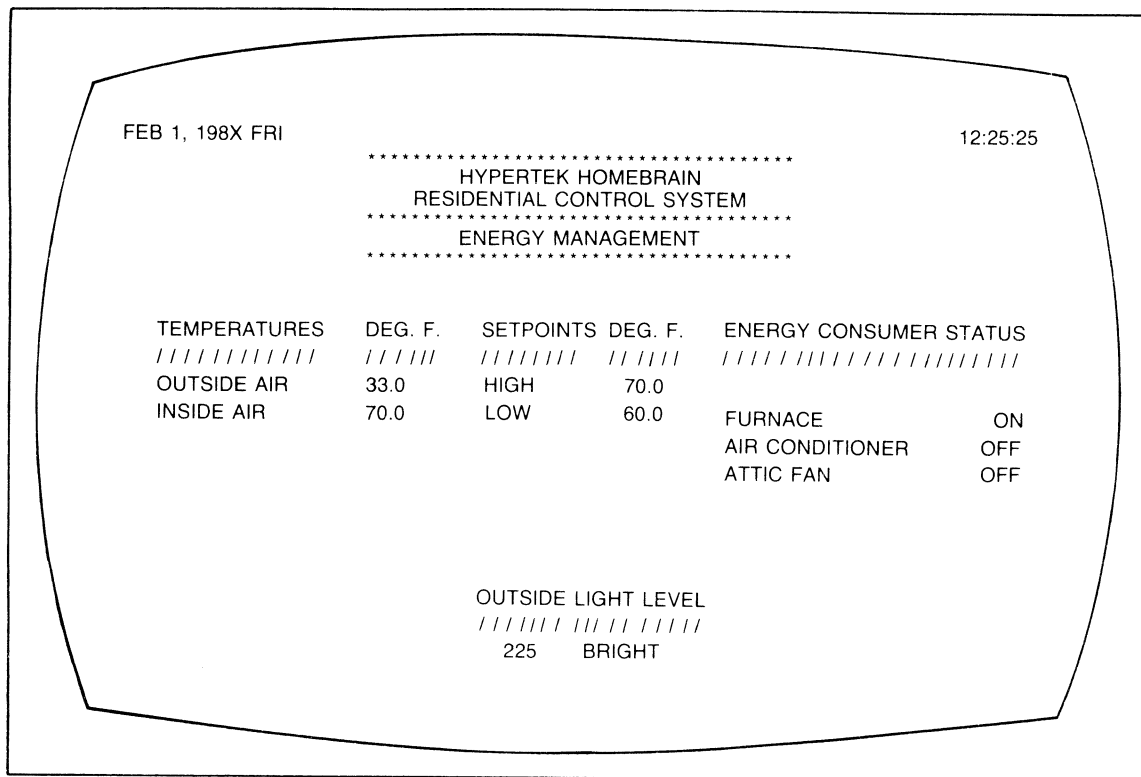 FEB 1, 198X FRI 12:25:25
***************************************
HYPERTEK HOMEBRAIN
RESIDENTIAL CONTROL SYSTEM
***************************************
ENERGY MANAGEMENT
***************************************
TEMPERATURES DEG. F. SETPOINTS DEG. F. ENERGY CONSUMER STATUS
//////////// ////// ///////// /////// //////////////////////
OUTSIDE AIR 33.0 HIGH 70.0
INSIDE AIR 70.0 LOW 60.0
FURNACE ON
AIR CONDITIONER OFF
ATTIC FAN OFF
OUTSIDE LIGHT LEVEL
/////// /// // /////
225 BRIGHT